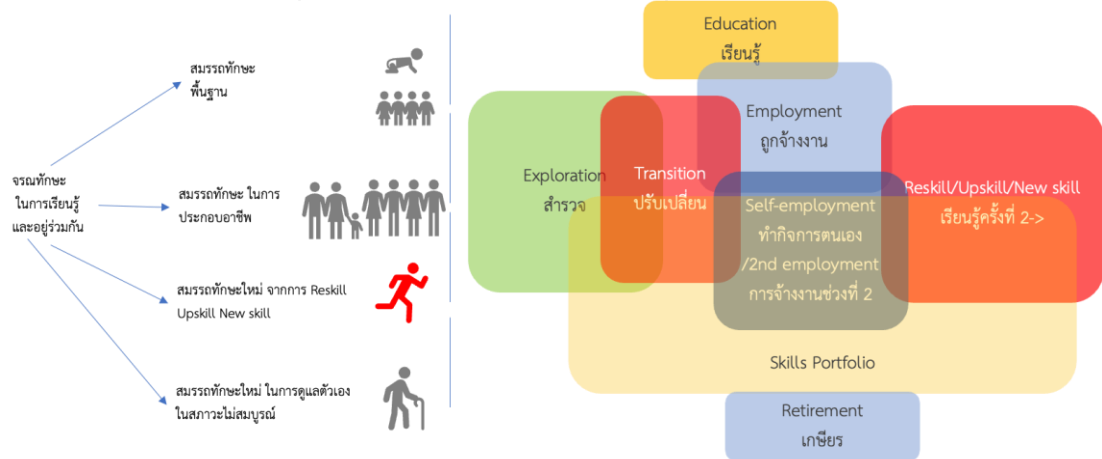 สมรรถทักษะ
พื้นฐาน
จรณทักษะ
ในการเรียนรู้
และอยู่ร่วมกัน
สมรรถทักษะ ในการ
ประกอบอาชีพ
สมรรถทักษะใหม่ จากการ Reskill
Upskill New skill
สมรรถทักษะใหม่ ในการดูแลตัวเอง
ในสภาวะไม่สมบูรณ์
Education
เรียนรู้
Employment
ถูกจ้างงาน
Exploration
สำรวจ
Transition
ปรับเปลี่ยน
Self-employment
ทำกิจการตนเอง
/2nd employment
การจ้างงานช่วงที่ 2
Reskill/Upskill/New skill
เรียนรู้ครั้งที่ 2->
Skills Portfolio
Retirement
เกษียร